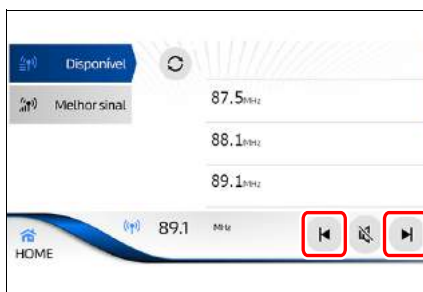 Disponível
Melhor sinal
87.5MHz
88.1MHz
89.1MHz
89.1 MHz
HOME